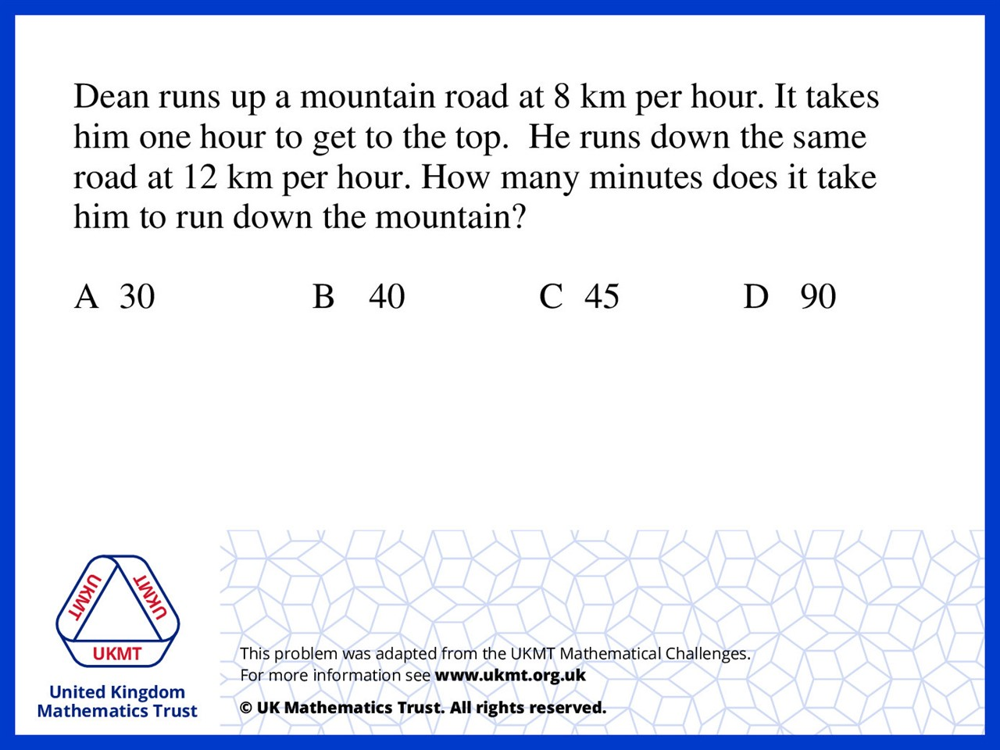 Dean runs up a mountain road at 8 km per hour. It takes
him one hour to get to the top.  He runs down the same
road at 12 km per hour. How many minutes does it take
him to run down the mountain?
A 30 B 40 C 45 D 90
UKMT UKMT
UKMT
United Kingdom
Mathematics Trust
This problem was adapted from the UKMT Mathematical Challenges.
For more information see www.ukmt.org.uk
© UK Mathematics Trust. All rights reserved.